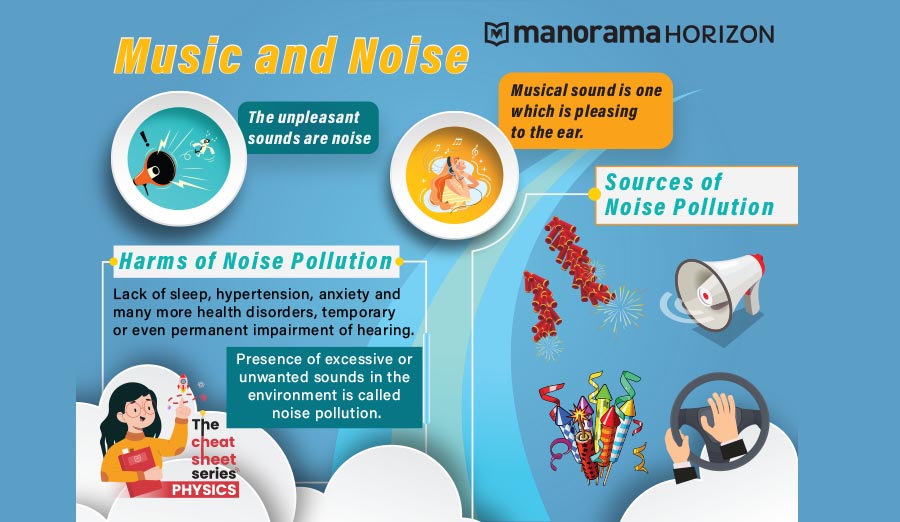 manorama HORIZON
Music and Noise
The unpleasant
sounds are noise
Musical sound is one
which is pleasing
to the ear.
Sources of
Noise Pollution
Harms of Noise Pollution
Lack of sleep, hypertension, anxiety and
many more health disorders, temporary
or even permanent impairment of hearing.
Presence of excessive or
unwanted sounds in the
environment is called
noise pollution.
The
cheat
sheet
series
PHYSICS